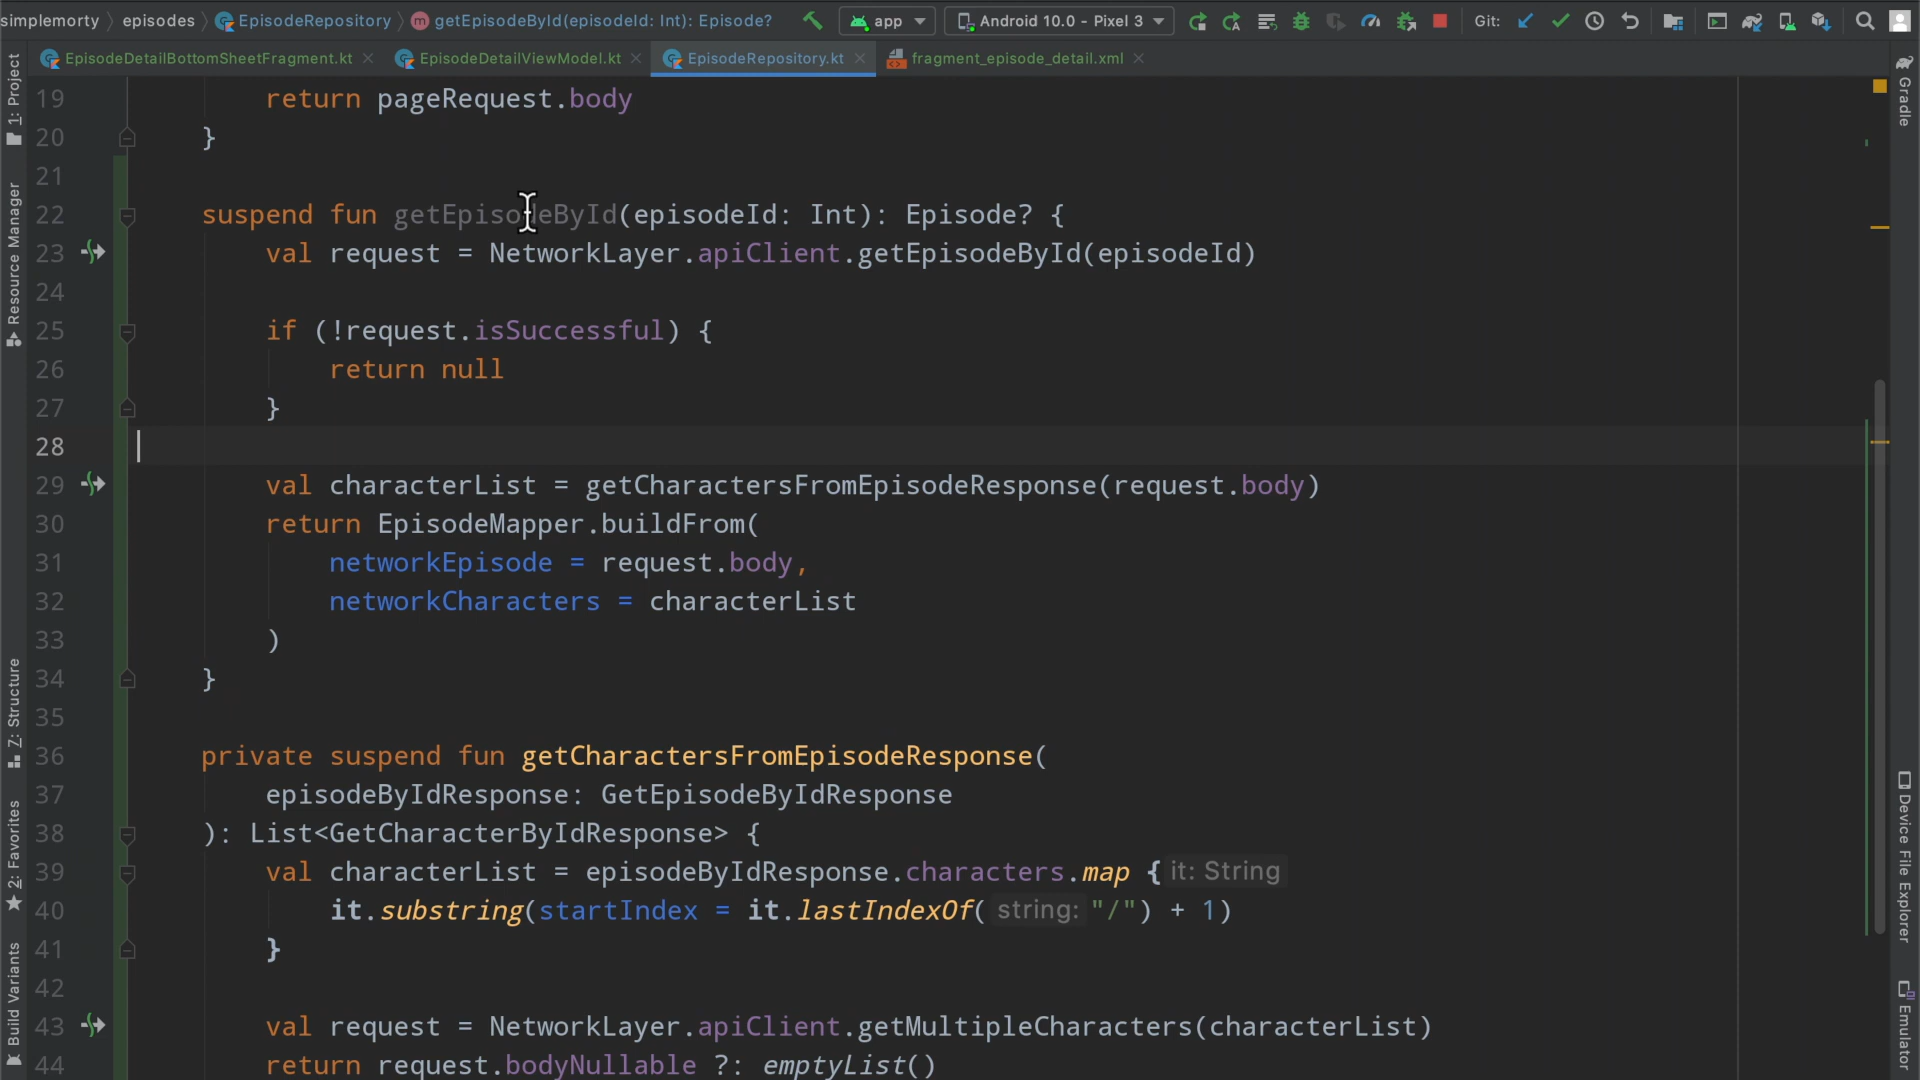 simplemorty episodes EpisodeRepository getEpisodeById(episodeId: Int): Episode? app Android 10.0 - Pixel 3 Git:
EpisodeDetailBottomSheetFragment.kt EpisodeDetailViewModel.kt EpisodeRepository.kt fragment_episode_detail.xml
1: Project
Resource Manager
Z: Structure
2: Favorites
Build Variants
19 return pageRequest.body
20 }
21
22 suspend fun getEpisodeById(episodeId: Int): Episode? {
23 val request = NetworkLayer.apiClient.getEpisodeById(episodeId)
24
25 if (!request.isSuccessful) {
26 return null
27 }
28
29 val characterList = getCharactersFromEpisodeResponse(request.body)
30 return EpisodeMapper.buildFrom(
31 networkEpisode = request.body,
32 networkCharacters = characterList
33 )
34 }
35
36 private suspend fun getCharactersFromEpisodeResponse(
37 episodeByIdResponse: GetEpisodeByIdResponse
38 ): List<GetCharacterByIdResponse> {
39 val characterList = episodeByIdResponse.characters.map { it: String
40 it.substring(startIndex = it.lastIndexOf( string: "/") + 1)
41 }
42
43 val request = NetworkLayer.apiClient.getMultipleCharacters(characterList)
44 return request.bodyNullable ?: emptyList()
Gradle
Device File Explorer
Emulator